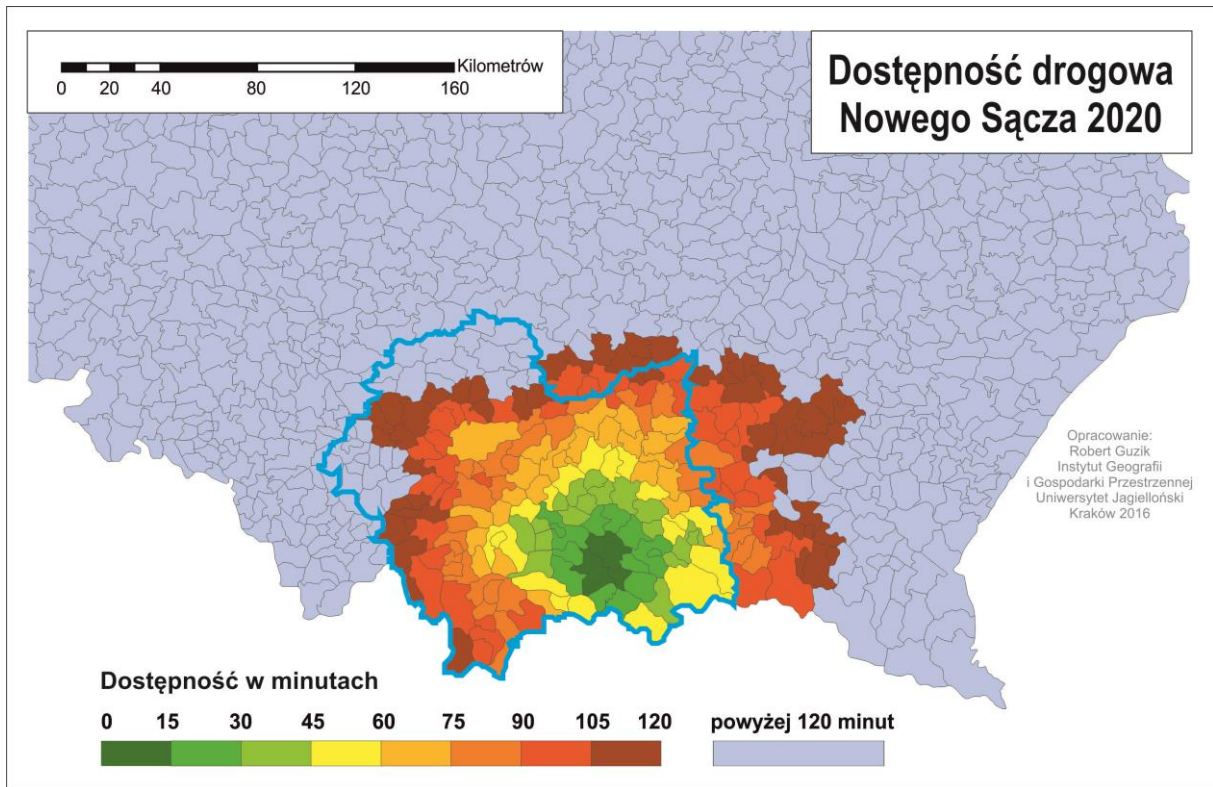 Kilometrów
0 20 40 80 120 160
Dostępność drogowa
Nowego Sącza 2020
Opracowanie:
Robert Guzik
Instytut Geografii
i Gospodarki Przestrzennej
Uniwersytet Jagielloński
Kraków 2016
Dostępność w minutach
0 15 30 45 60 75 90 105 120 powyżej 120 minut